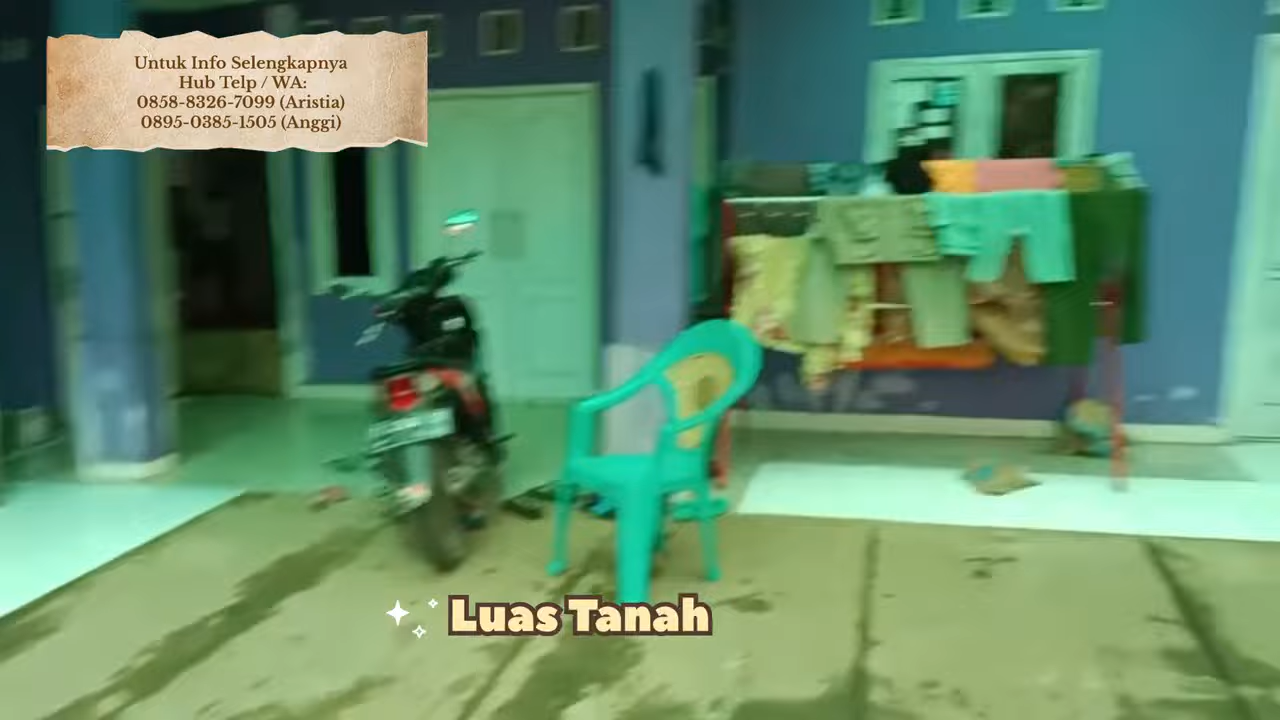 Untuk Info Selengkapnya
Hub Telp / WA:
0858-8326-7099 (Aristia)
0895-0385-1505 (Anggi)
Luas Tanah